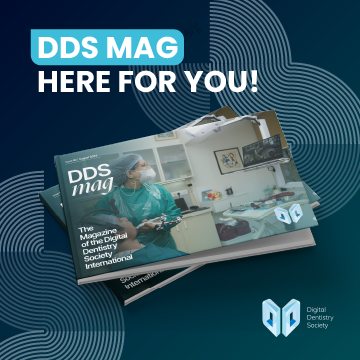 DDS MAG
HERE FOR YOU!
DDS
mag
The
Magazine
of the Digital
Dentistry
Society
International
Digital
Dentistry
Society